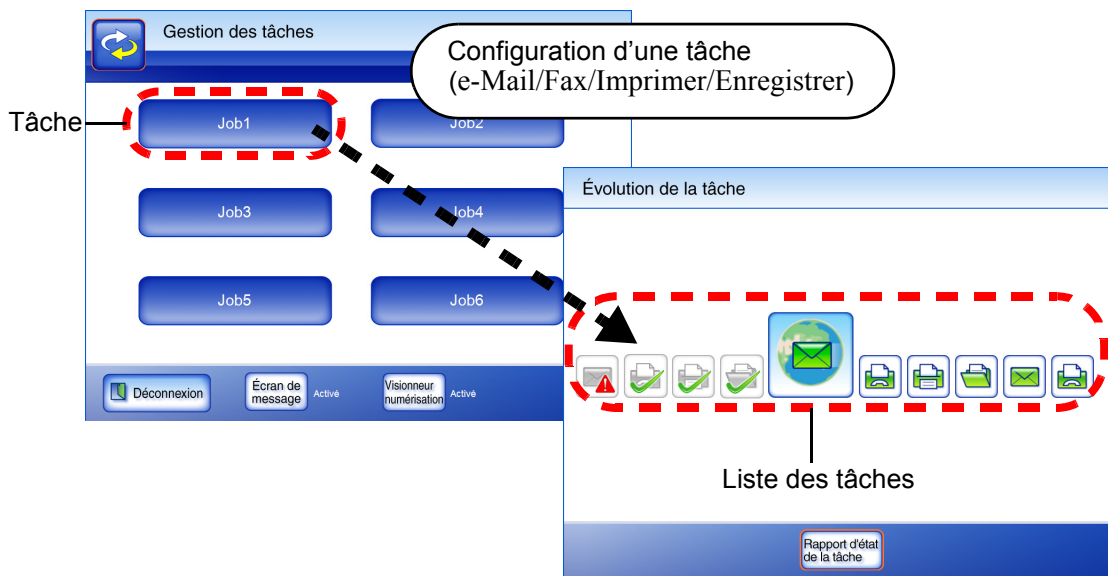 Gestion des tâches
Configuration d’une tâche
(e-Mail/Fax/Imprimer/Enregistrer)
Tâche
Job1
Job2
Job3
Job4
Job5
Job6
Déconnexion
Écran de
message
Activé
Visionneur
numérisation
Activé
Évolution de la tâche
Liste des tâches
Rapport d'état
de la tâche